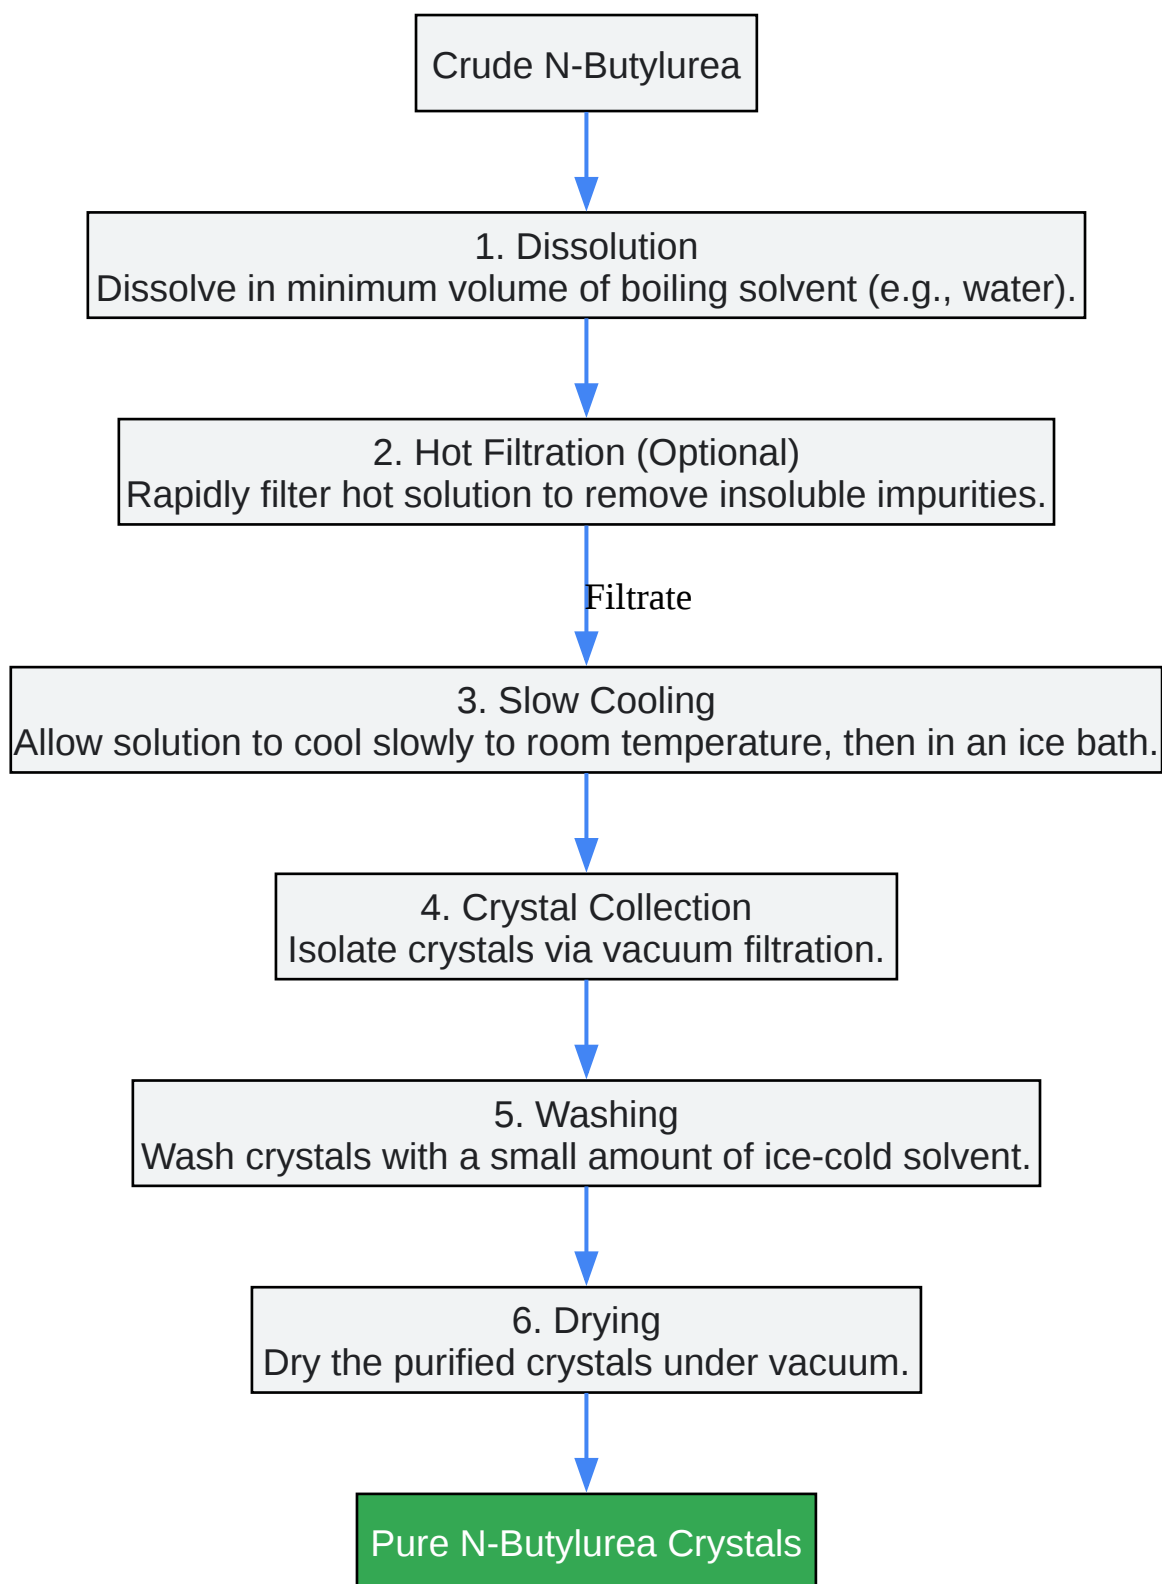 Crude N-Butylurea
1. Dissolution
Dissolve in minimum volume of boiling solvent (e.g., water).
2. Hot Filtration (Optional)
Rapidly filter hot solution to remove insoluble impurities.
Filtrate
3. Slow Cooling
Allow solution to cool slowly to room temperature, then in an ice bath.
4. Crystal Collection
Isolate crystals via vacuum filtration.
5. Washing
Wash crystals with a small amount of ice-cold solvent.
6. Drying
Dry the purified crystals under vacuum.
Pure N-Butylurea Crystals